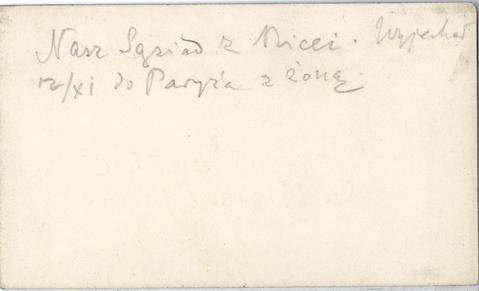 Nasz Sąsiad z Nicei. Wyjechał
12/XI do Paryża z żoną